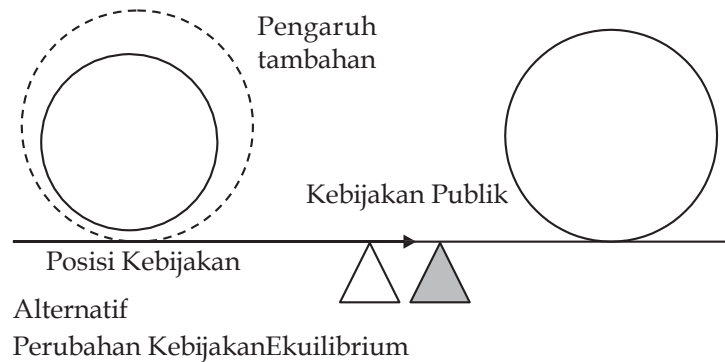 Pengaruh
tambahan
Kebijakan Publik
Posisi Kebijakan
Alternatif
Perubahan KebijakanEkuilibrium